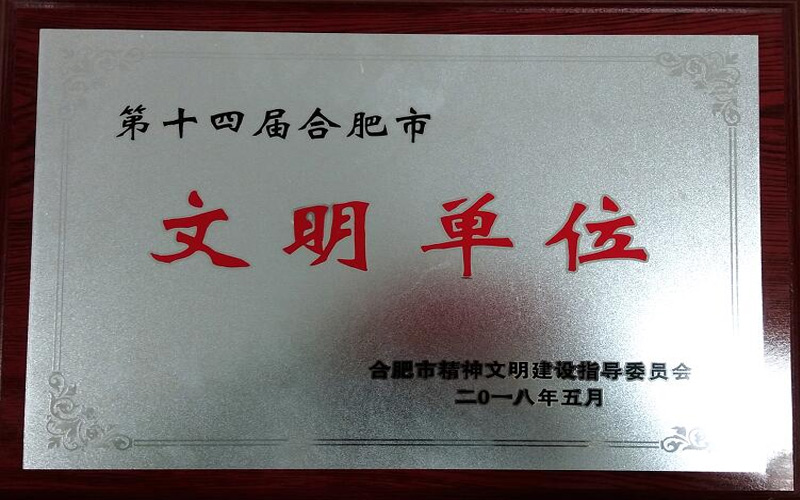 第十四届合肥市
文明单位
合肥市精神文明建设指导委员会
二0一八年五月